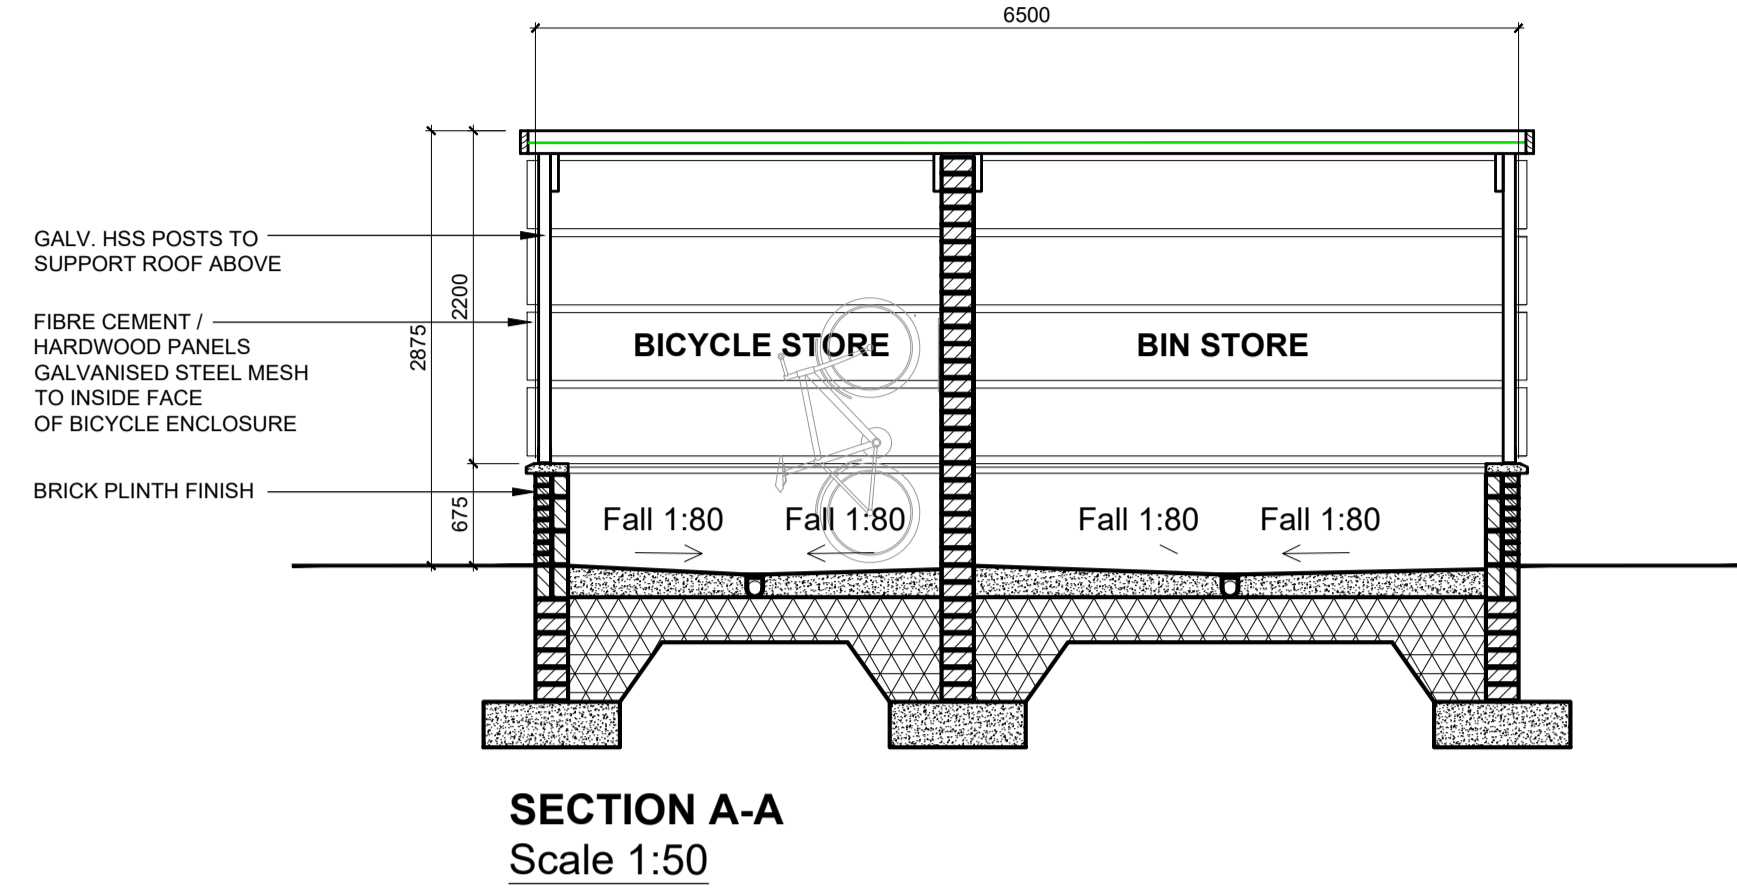 6500
GALV. HSS POSTS TO
SUPPORT ROOF ABOVE
FIBRE CEMENT /
HARDWOOD PANELS
GALVANISED STEEL MESH
TO INSIDE FACE
OF BICYCLE ENCLOSURE
BRICK PLINTH FINISH
2875
2200
675
BICYCLE STORE
BIN STORE
Fall 1:80
Fall 1:80
Fall 1:80
Fall 1:80
SECTION A-A
Scale 1:50